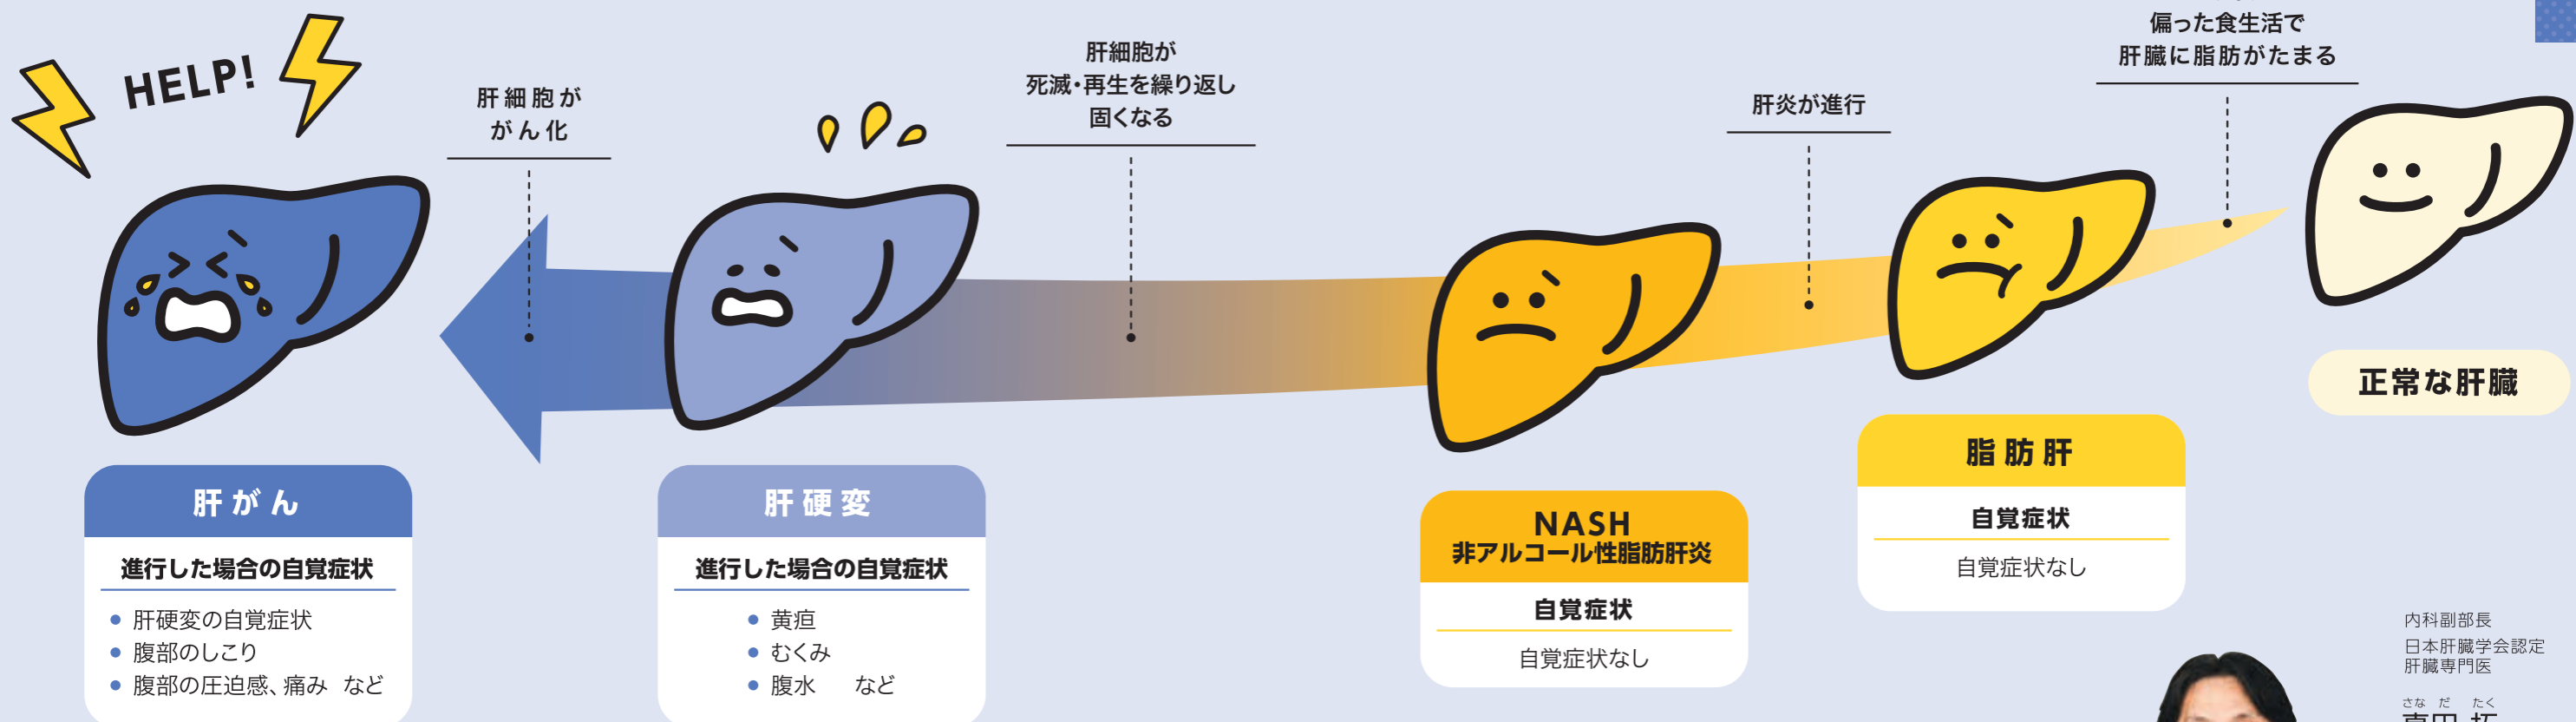 偏った食生活で
肝臓に脂肪がたまる
肝炎が進行
肝細胞が
死滅・再生を繰り返し
固くなる
肝細胞が
がん化
HELP!
正常な肝臓
脂肪肝
自覚症状
自覚症状なし
NASH
非アルコール性脂肪肝炎
自覚症状
自覚症状なし
肝硬変
進行した場合の自覚症状
● 黄疸
● むくみ
● 腹水 など
肝がん
進行した場合の自覚症状
● 肝硬変の自覚症状
● 腹部のしこり
● 腹部の圧迫感、痛み など
内科副部長
日本肝臓学会認定
肝臓専門医
さな だ たく